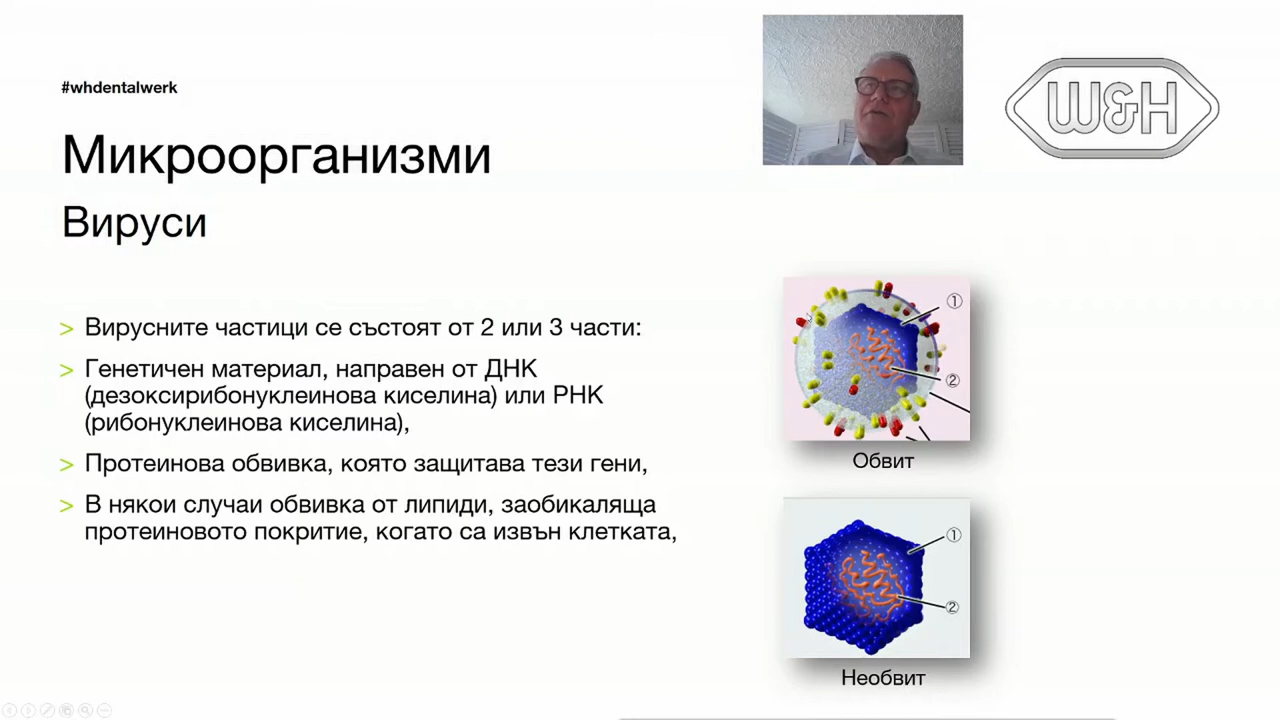 #whdentalwerk
W&H
Микроорганизми
Вируси
> Вирусните частици се състоят от 2 или 3 части:
> Генетичен материал, направен от ДНК
(дезоксирибонуклеинова киселина) или РНК
(рибонуклеинова киселина),
> Протеинова обвивка, която защитава тези гени,
> В някои случаи обвивка от липиди, заобикаляща
протеиновото покритие, когато са извън клетката,
①
②
Обвит
①
②
Необвит